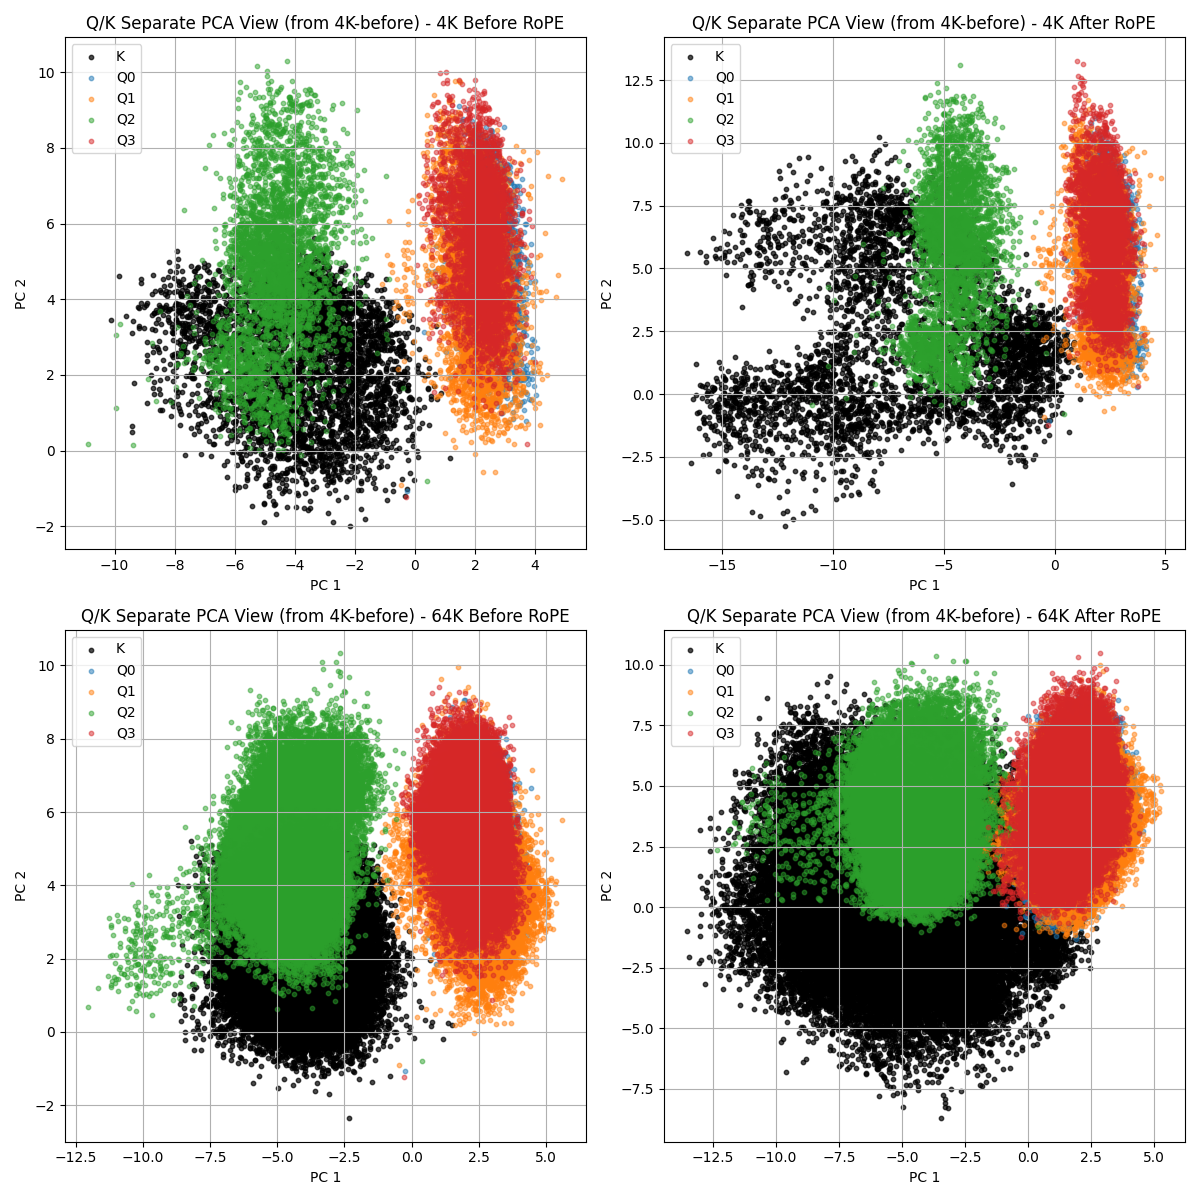 Q/K Separate PCA View (from 4K-before) - 4K Before RoPE
K
Q0
Q1
Q2
Q3
10
8
6
4
2
0
−2
PC 2
−10
−8
−6
−4
−2
0
2
4
PC 1
Q/K Separate PCA View (from 4K-before) - 4K After RoPE
K
Q0
Q1
Q2
Q3
12.5
10.0
7.5
5.0
2.5
0.0
−2.5
−5.0
PC 2
−15
−10
−5
0
5
PC 1
Q/K Separate PCA View (from 4K-before) - 64K Before RoPE
K
Q0
Q1
Q2
Q3
10
8
6
4
2
0
−2
PC 2
−12.5
−10.0
−7.5
−5.0
−2.5
0.0
2.5
5.0
PC 1
Q/K Separate PCA View (from 4K-before) - 64K After RoPE
K
Q0
Q1
Q2
Q3
10.0
7.5
5.0
2.5
0.0
−2.5
−5.0
−7.5
PC 2
−12.5
−10.0
−7.5
−5.0
−2.5
0.0
2.5
5.0
PC 1